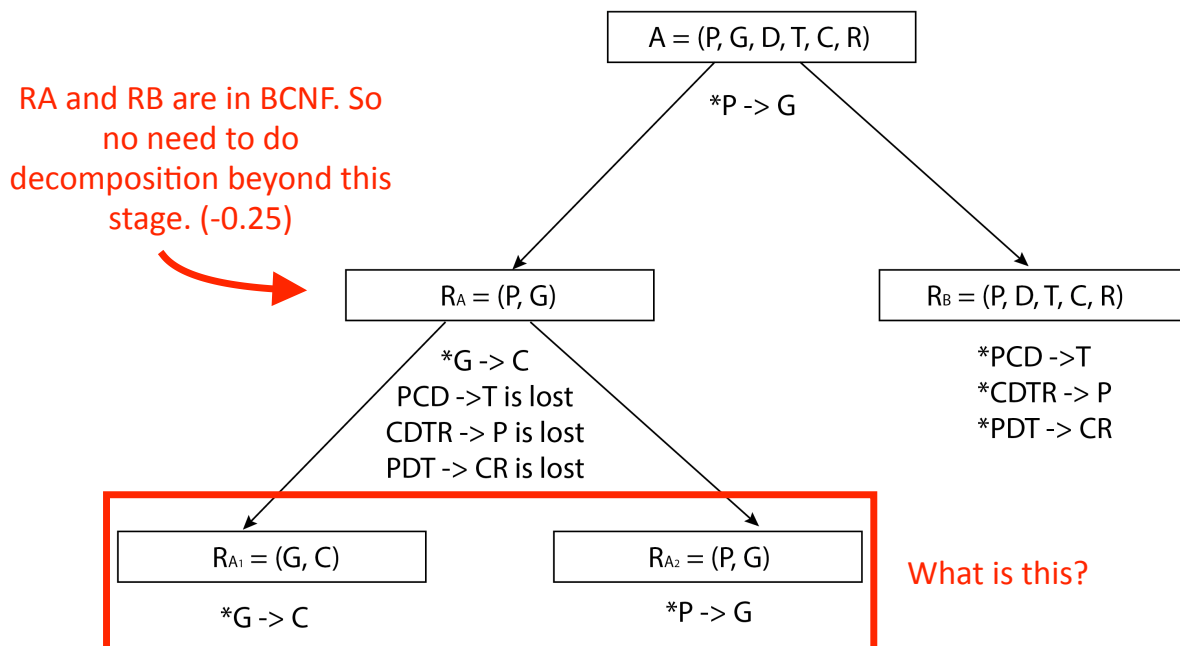 A = (P, G, D, T, C, R)
*P -> G
RA and RB are in BCNF. So
no need to do
decomposition beyond this
stage. (-0.25)
RA = (P, G)
RB = (P, D, T, C, R)
*G -> C
PCD ->T is lost
CDTR -> P is lost
PDT -> CR is lost
*PCD ->T
*CDTR -> P
*PDT -> CR
RA1 = (G, C)
RA2 = (P, G)
What is this?
*G -> C
*P -> G